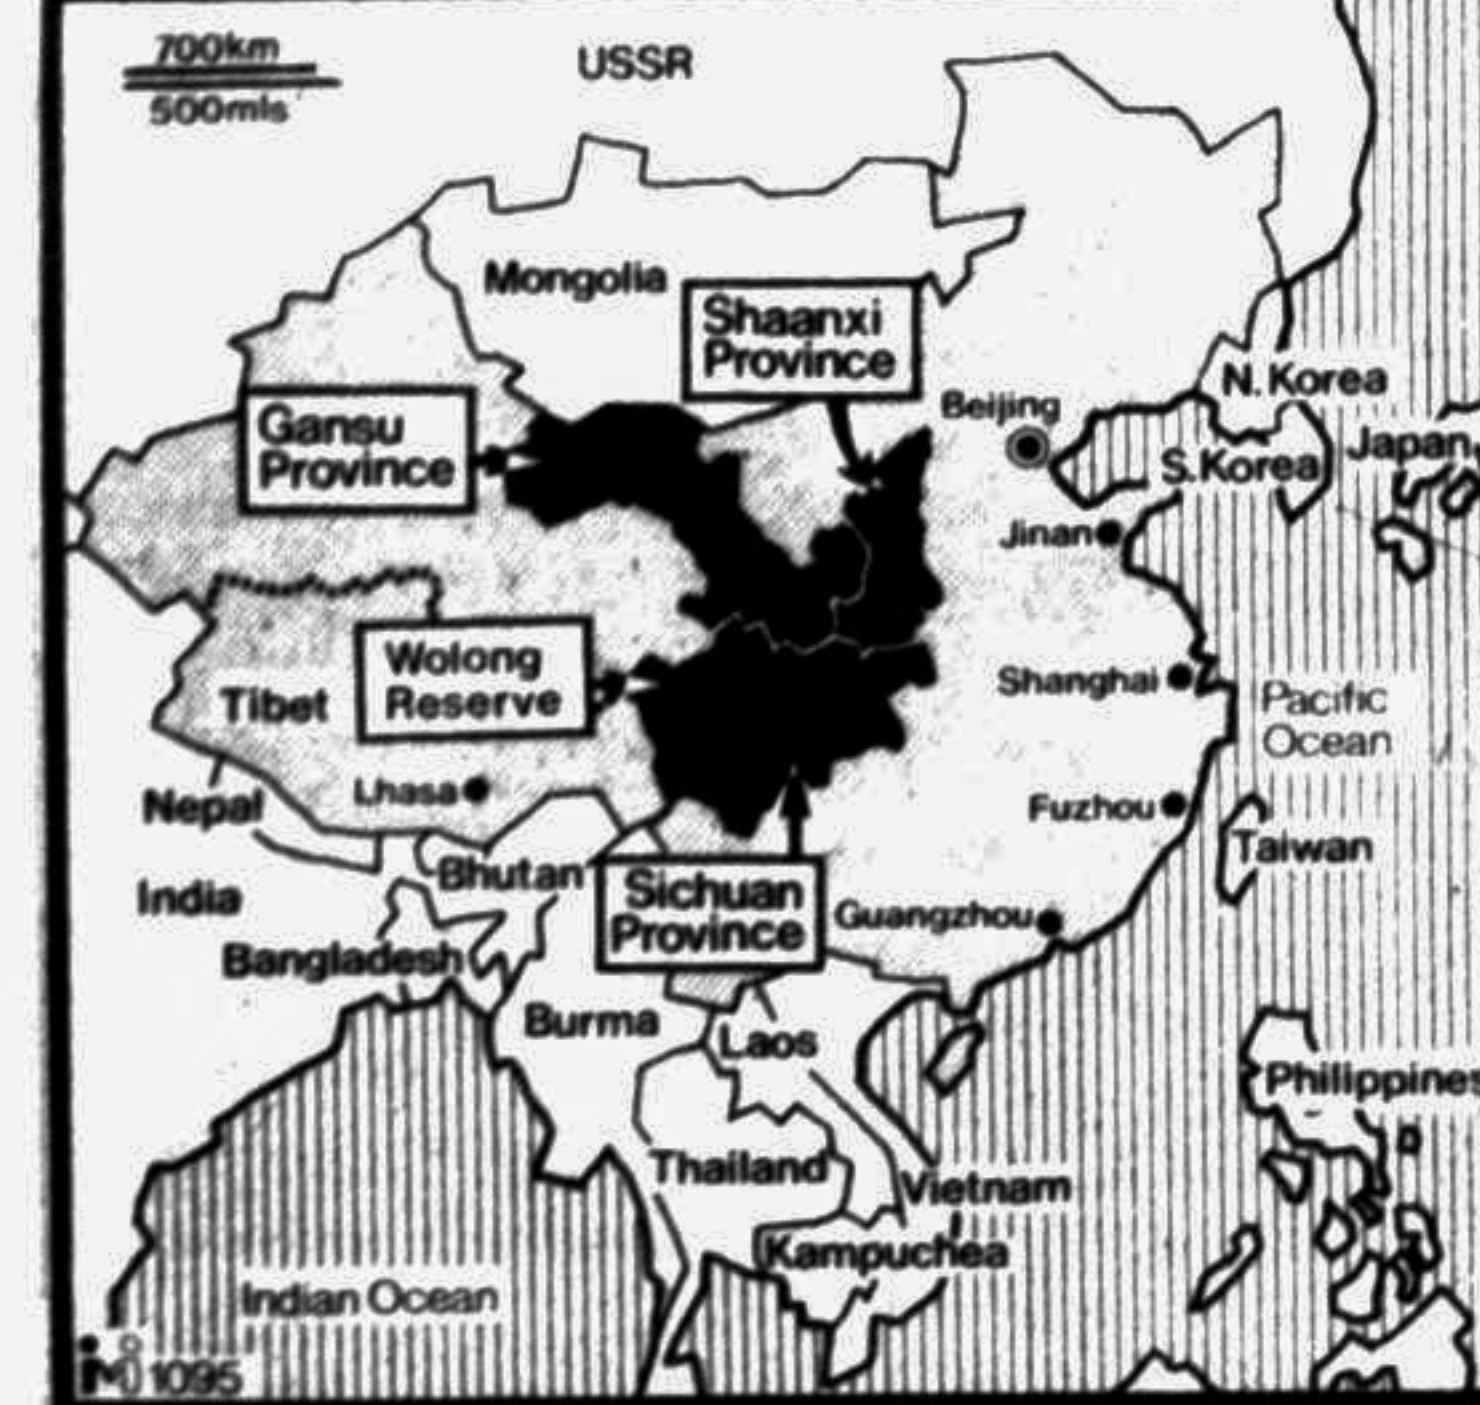 700km
500mls
USSR
Mongolia
Shaanxi
Province
Gansu
Province
Beijing
N. Korea
S. Korea
Japan
Jinan
Wolong
Reserve
Tibet
Shanghai
Pacific
Ocean
Lhasa
Nepal
Fuzhou
Taiwan
Bhutan
India
Sichuan
Province
Guangzhou
Bangladesh
Burma
Laos
Philippines
Thailand
Vietnam
Kampuchea
Indian Ocean
1095